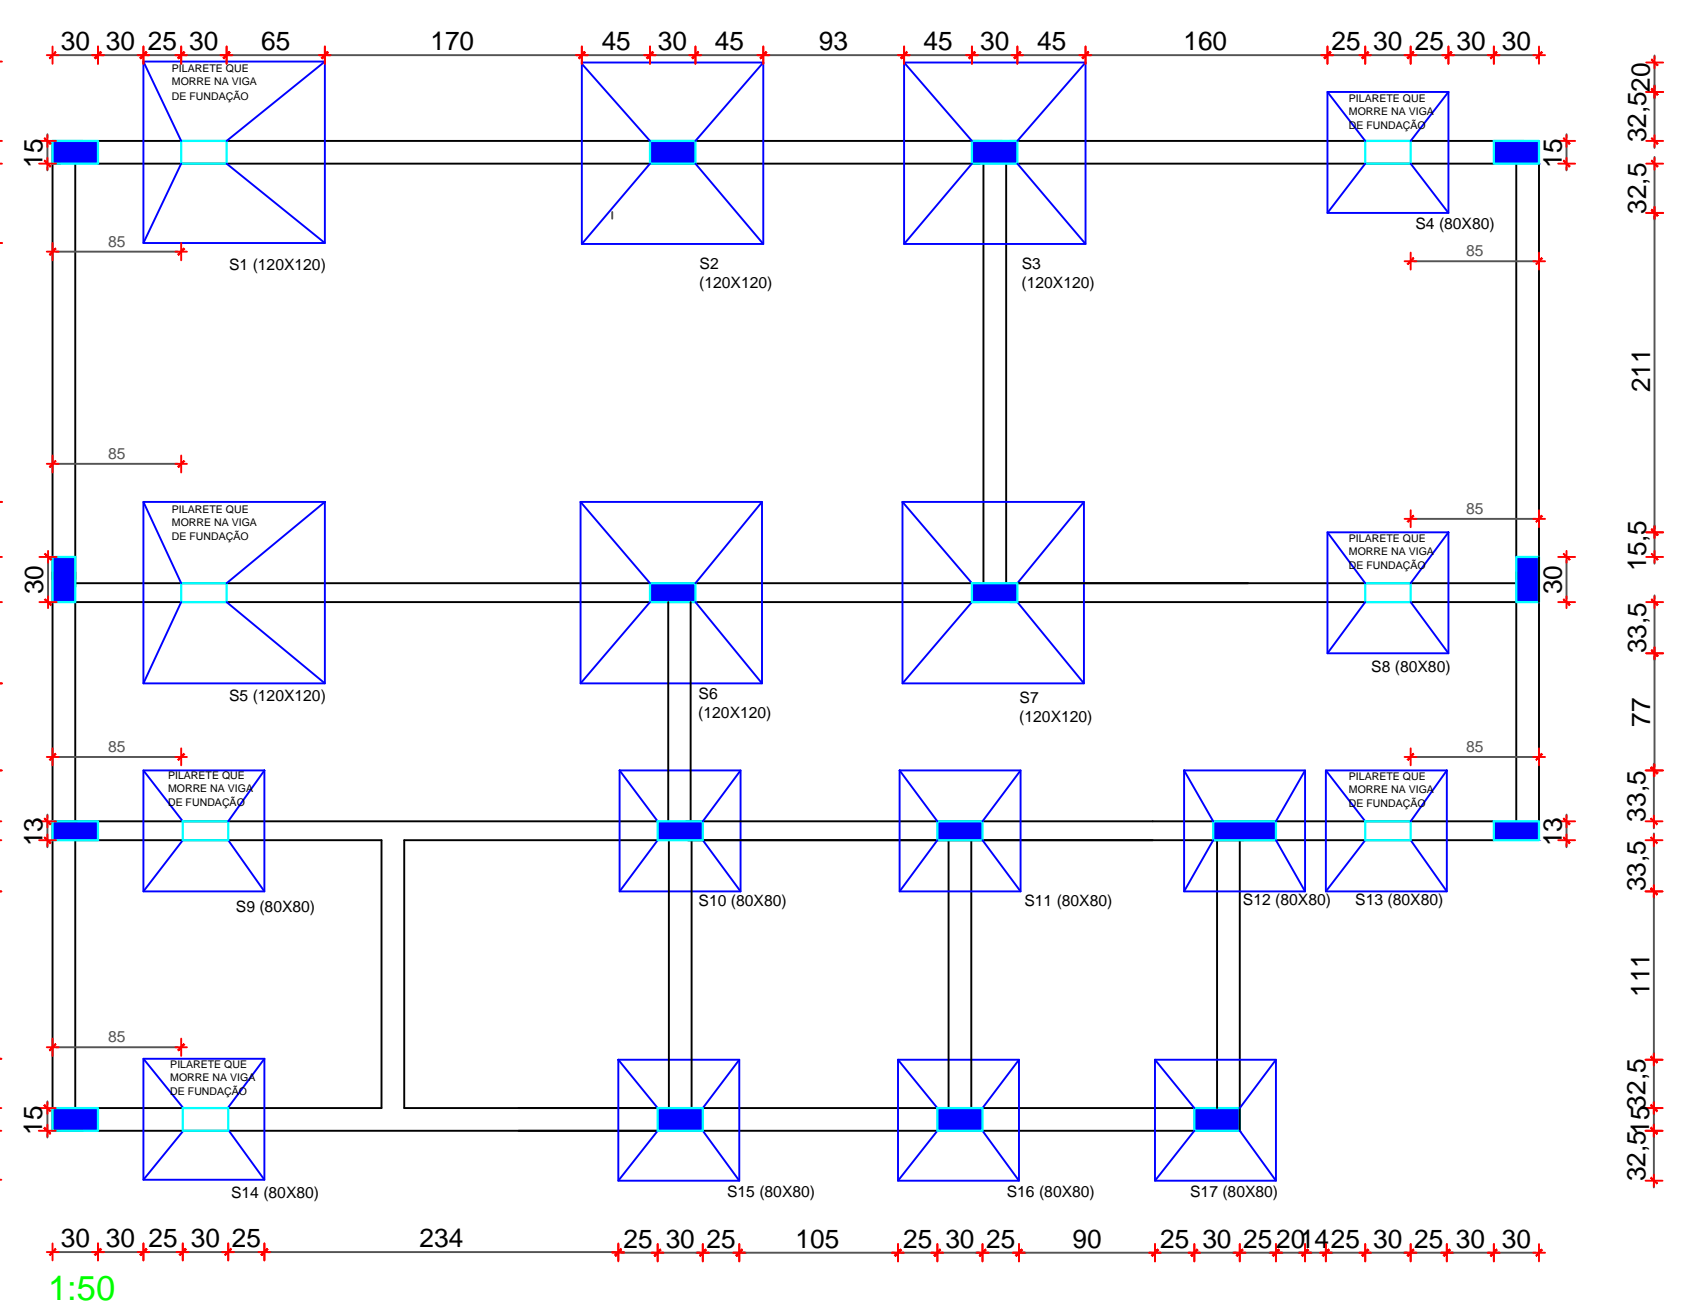 30 30 25 30 65 170 45 30 45 93 45 30 45 160 25 30 25 30 30
PILARETE QUE
MORRE NA VIGA
DE FUNDAÇÃO
PILARETE QUE
MORRE NA VIGA
DE FUNDAÇÃO
20
32,5
15
15
32,5
S4 (80X80)
85
85
S1 (120X120)
S2
(120X120)
S3
(120X120)
211
85
85
PILARETE QUE
MORRE NA VIGA
DE FUNDAÇÃO
PILARETE QUE
MORRE NA VIGA
DE FUNDAÇÃO
15,5
30
30
33,5
S8 (80X80)
S5 (120X120)
S6
(120X120)
S7
(120X120)
77
85
85
PILARETE QUE
MORRE NA VIGA
DE FUNDAÇÃO
PILARETE QUE
MORRE NA VIGA
DE FUNDAÇÃO
33,5
13
13
33,5
S9 (80X80)
S10 (80X80)
S11 (80X80)
S12 (80X80)
S13 (80X80)
111
85
PILARETE QUE
MORRE NA VIGA
DE FUNDAÇÃO
32,5
15
15
32,5
S14 (80X80)
S15 (80X80)
S16 (80X80)
S17 (80X80)
30 30 25 30 25 234 25 30 25 105 25 30 25 90 25 30 25 20 14 25 30 25 30 30
1:50